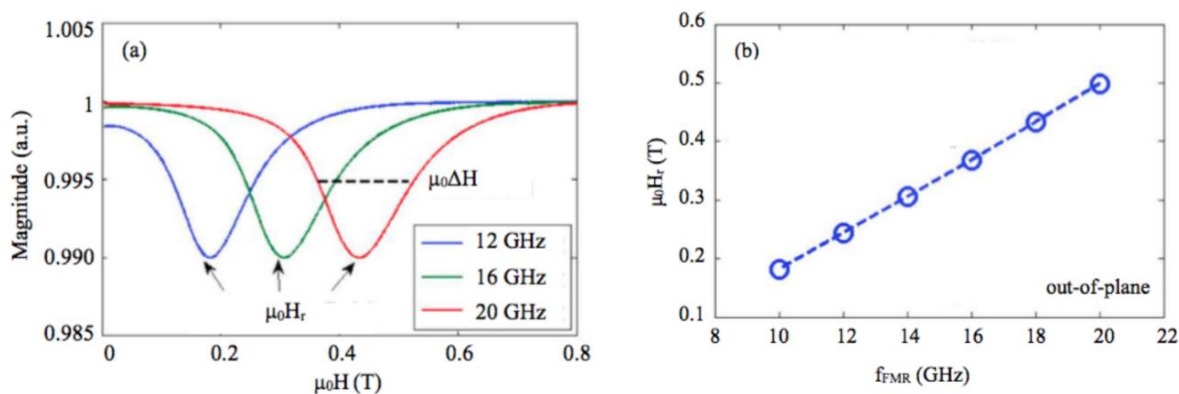 (a)
1.005
1
0.995
0.990
0.985
Magnitude (a.u.)
μ₀ΔH
μ₀Hᵣ
12 GHz
16 GHz
20 GHz
0 0.2 0.4 0.6 0.8
μ₀H (T)
(b)
0.6
0.5
0.4
0.3
0.2
0.1
μ₀Hᵣ (T)
out-of-plane
8 10 12 14 16 18 20 22
fFMR (GHz)